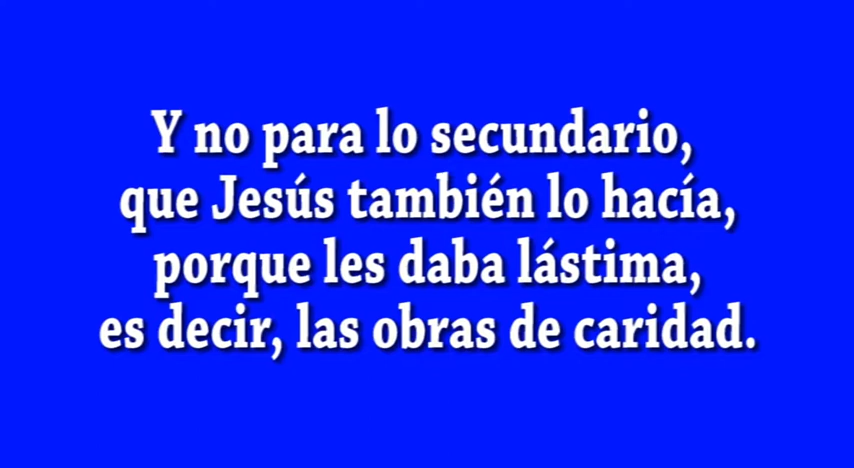 Y no para lo secundario,
que Jesús también lo hacía,
porque les daba lástima,
es decir, las obras de caridad.